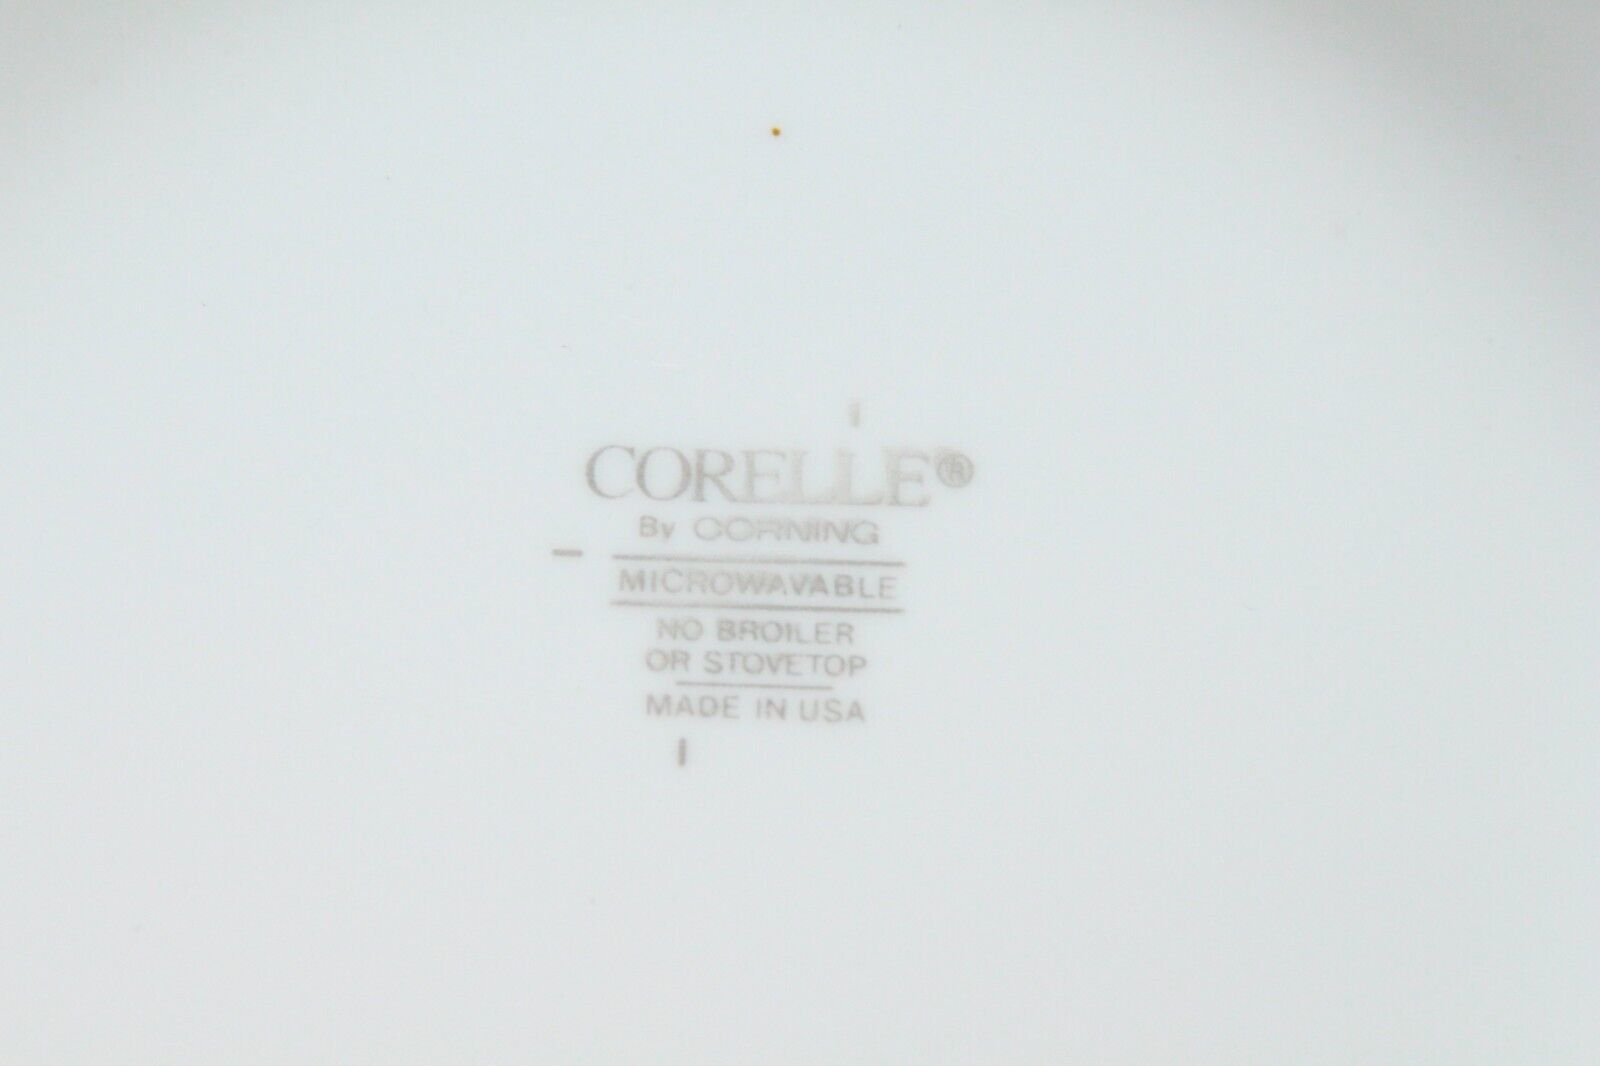 CORELLE®
By CORNING
MICROWAVABLE
NO BROILER
OR STOVETOP
MADE IN USA